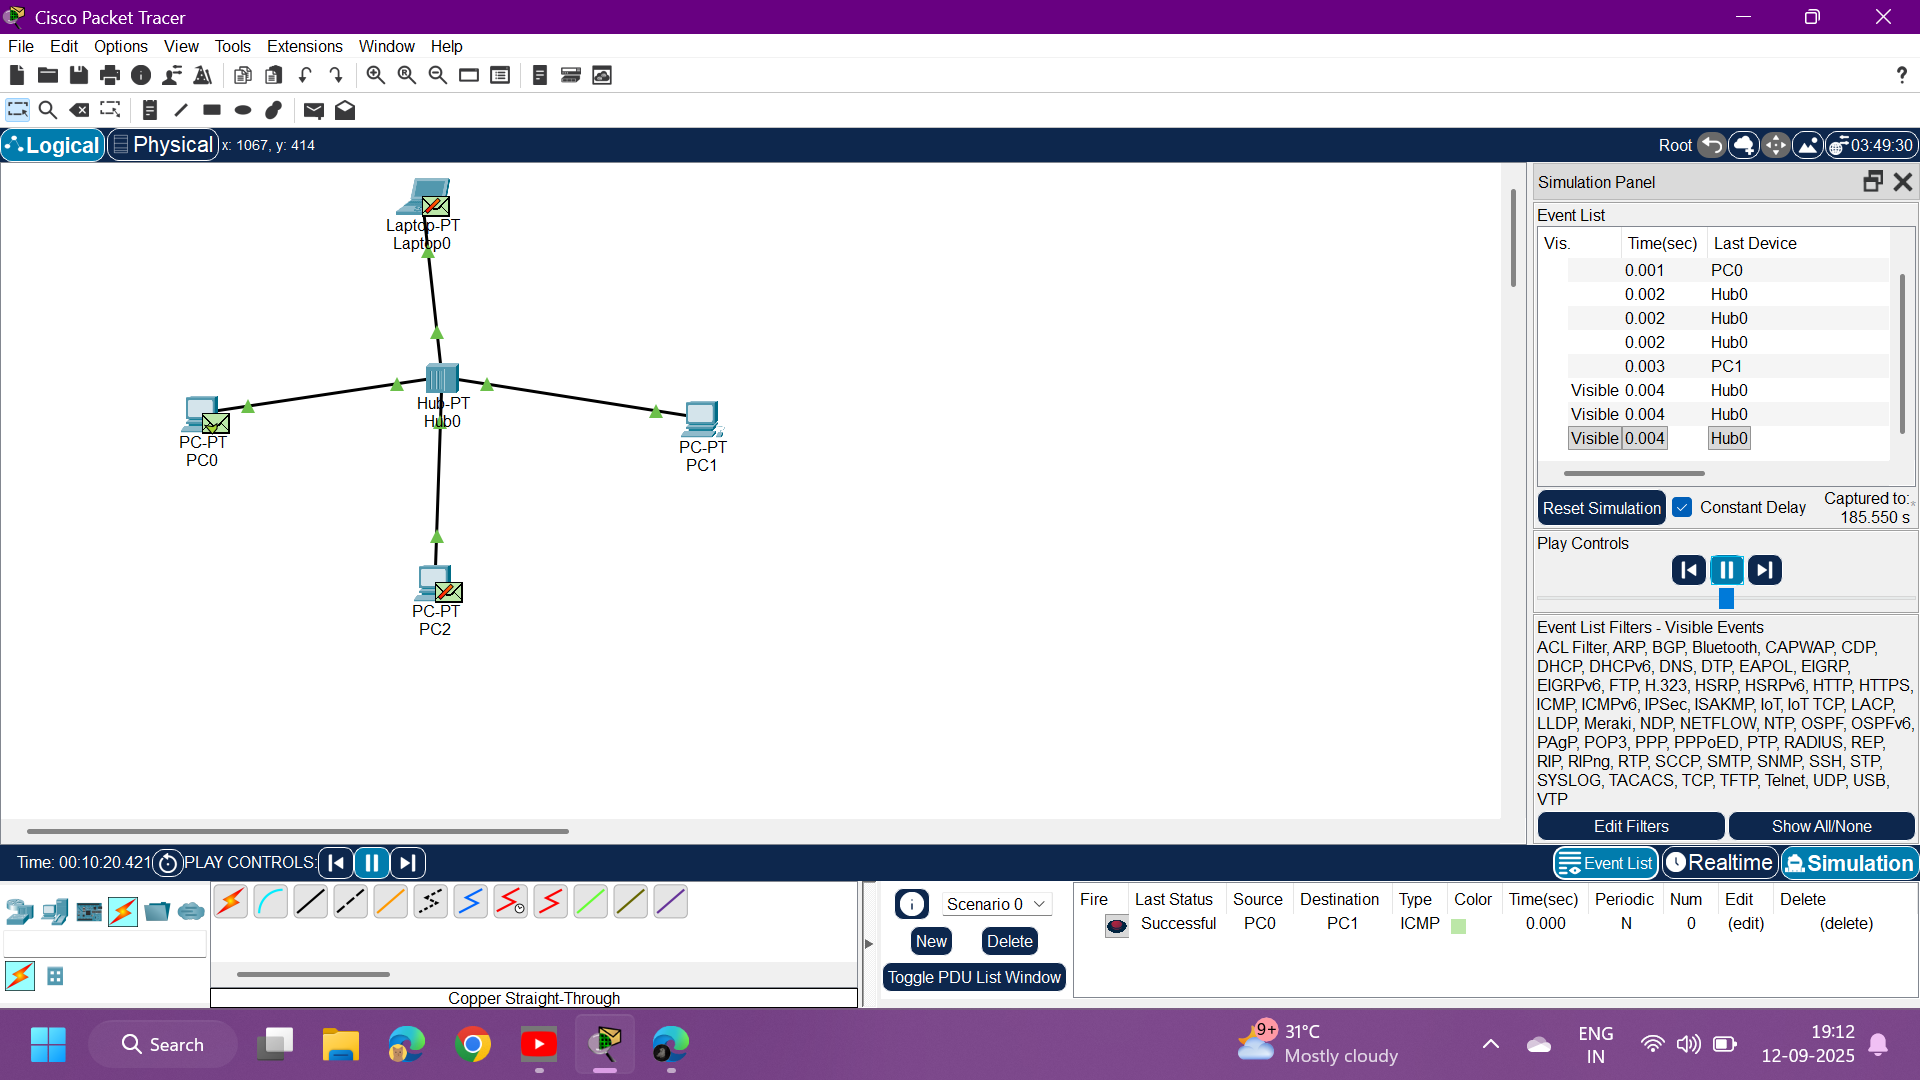 Cisco Packet Tracer
File Edit Options View Tools Extensions Window Help
?
Logical Physical x: 1067, y: 414 Root 03:49:30
Laptop-PT
Laptop0
Hub-PT
Hub0
PC-PT
PC0
PC-PT
PC1
PC-PT
PC2
Simulation Panel
Event List
Vis. Time(sec) Last Device
0.001 PC0
0.002 Hub0
0.002 Hub0
0.002 Hub0
0.003 PC1
Visible 0.004 Hub0
Visible 0.004 Hub0
Visible 0.004 Hub0
Reset Simulation Constant Delay Captured to:
185.550 s
Play Controls
Event List Filters - Visible Events
ACL Filter, ARP, BGP, Bluetooth, CAPWAP, CDP,
DHCP, DHCPv6, DNS, DTP, EAPOL, EIGRP,
EIGRPv6, FTP, H.323, HSRP, HSRPv6, HTTP, HTTPS,
ICMP, ICMPv6, IPSec, ISAKMP, IoT, IoT TCP, LACP,
LLDP, Meraki, NDP, NETFLOW, NTP, OSPF, OSPFv6,
PAgP, POP3, PPP, PPPoED, PTP, RADIUS, REP,
RIP, RIPng, RTP, SCCP, SMTP, SNMP, SSH, STP,
SYSLOG, TACACS, TCP, TFTP, Telnet, UDP, USB,
VTP
Edit Filters Show All/None
Time: 00:10:20.421 PLAY CONTROLS: Event List Realtime Simulation
Scenario 0
New Delete
Toggle PDU List Window
Fire Last Status Source Destination Type Color Time(sec) Periodic Num Edit Delete
Successful PC0 PC1 ICMP 0.000 N 0 (edit) (delete)
Copper Straight-Through
Search
9+ 31°C
Mostly cloudy
ENG
IN
19:12
12-09-2025